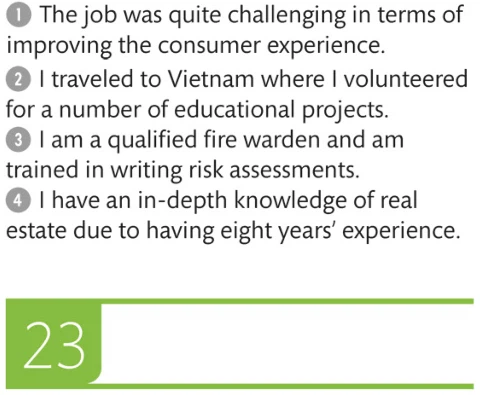 1 The job was quite challenging in terms of
improving the consumer experience.
2 I traveled to Vietnam where I volunteered
for a number of educational projects.
3 I am a qualified fire warden and am
trained in writing risk assessments.
4 I have an in-depth knowledge of real
estate due to having eight years’ experience.
23